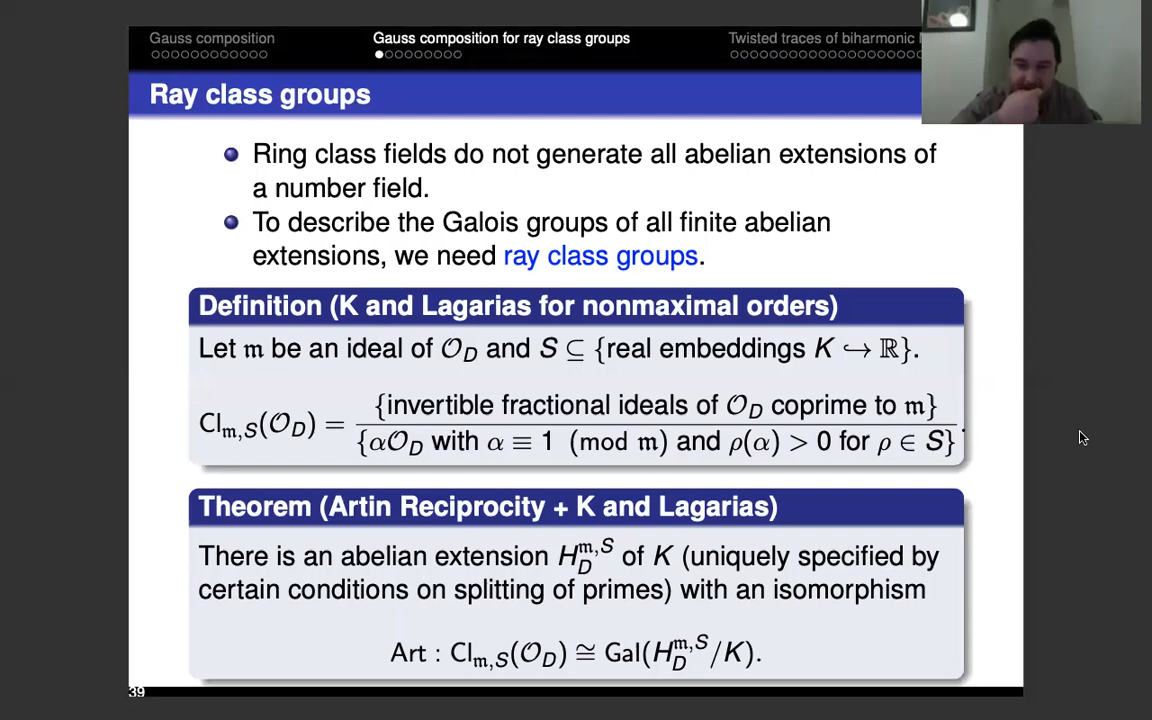 Gauss composition
Gauss composition for ray class groups
Twisted traces of biharmonic
Ray class groups
Ring class fields do not generate all abelian extensions of
a number field.
To describe the Galois groups of all finite abelian
extensions, we need ray class groups.
Definition (K and Lagarias for nonmaximal orders)
Let 𝔪 be an ideal of 𝒪_D and S ⊆ {real embeddings K ↪ ℝ}.
Cl_{𝔪,S}(𝒪_D) = {invertible fractional ideals of 𝒪_D coprime to 𝔪}
{α𝒪_D with α ≡ 1 (mod 𝔪) and ρ(α) > 0 for ρ ∈ S}.
Theorem (Artin Reciprocity + K and Lagarias)
There is an abelian extension H_D^{𝔪,S} of K (uniquely specified by
certain conditions on splitting of primes) with an isomorphism
Art : Cl_{𝔪,S}(𝒪_D) ≅ Gal(H_D^{𝔪,S}/K).
39